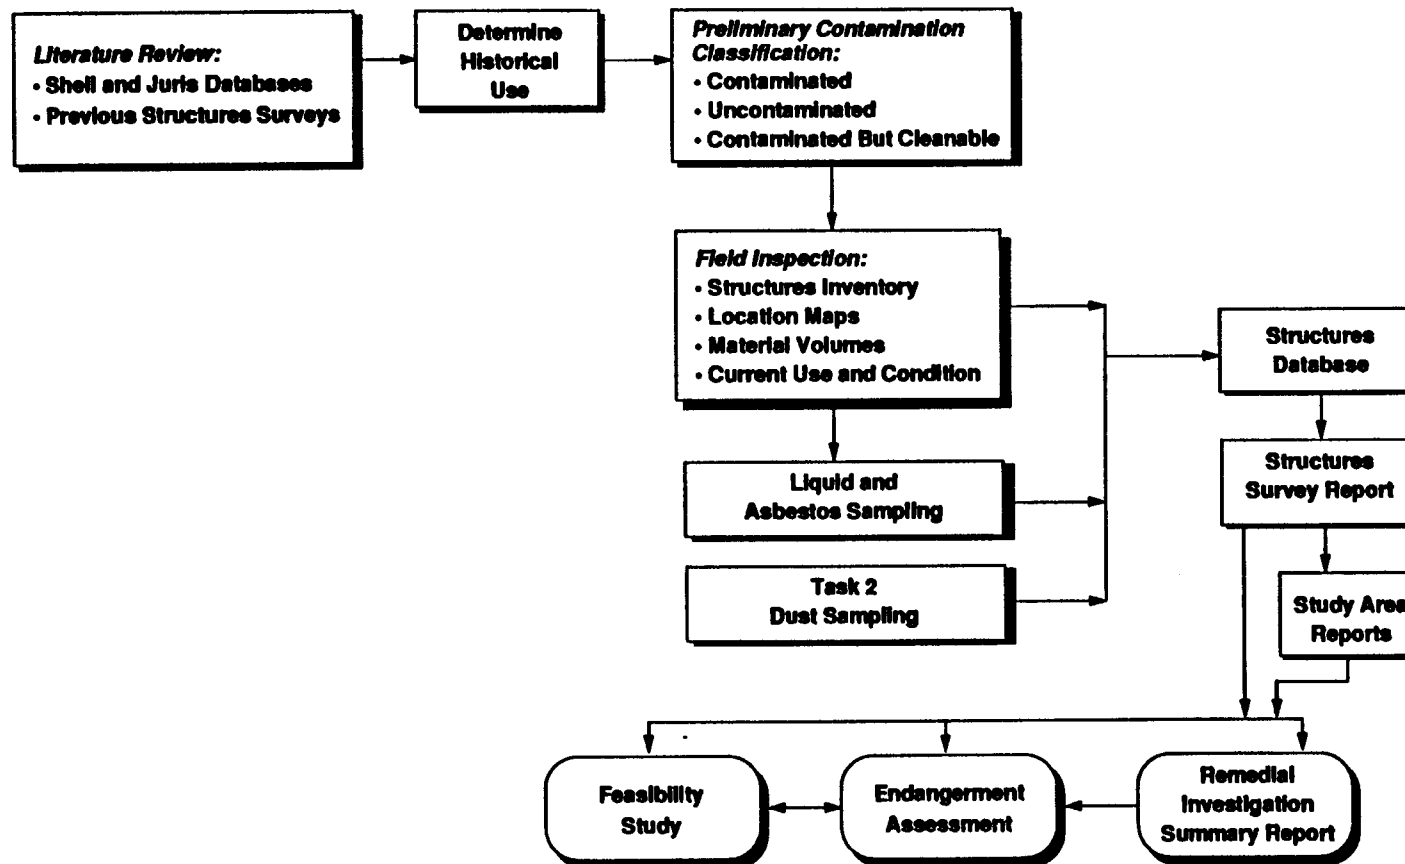 Literature Review:
• Shell and Juris Databases
• Previous Structures Surveys
Determine
Historical
Use
Preliminary Contamination
Classification:
• Contaminated
• Uncontaminated
• Contaminated But Cleanable
Field Inspection:
• Structures Inventory
• Location Maps
• Material Volumes
• Current Use and Condition
Liquid and
Asbestos Sampling
Task 2
Dust Sampling
Structures
Database
Structures
Survey Report
Study Area
Reports
Feasibility
Study
Endangerment
Assessment
Remedial
Investigation
Summary Report